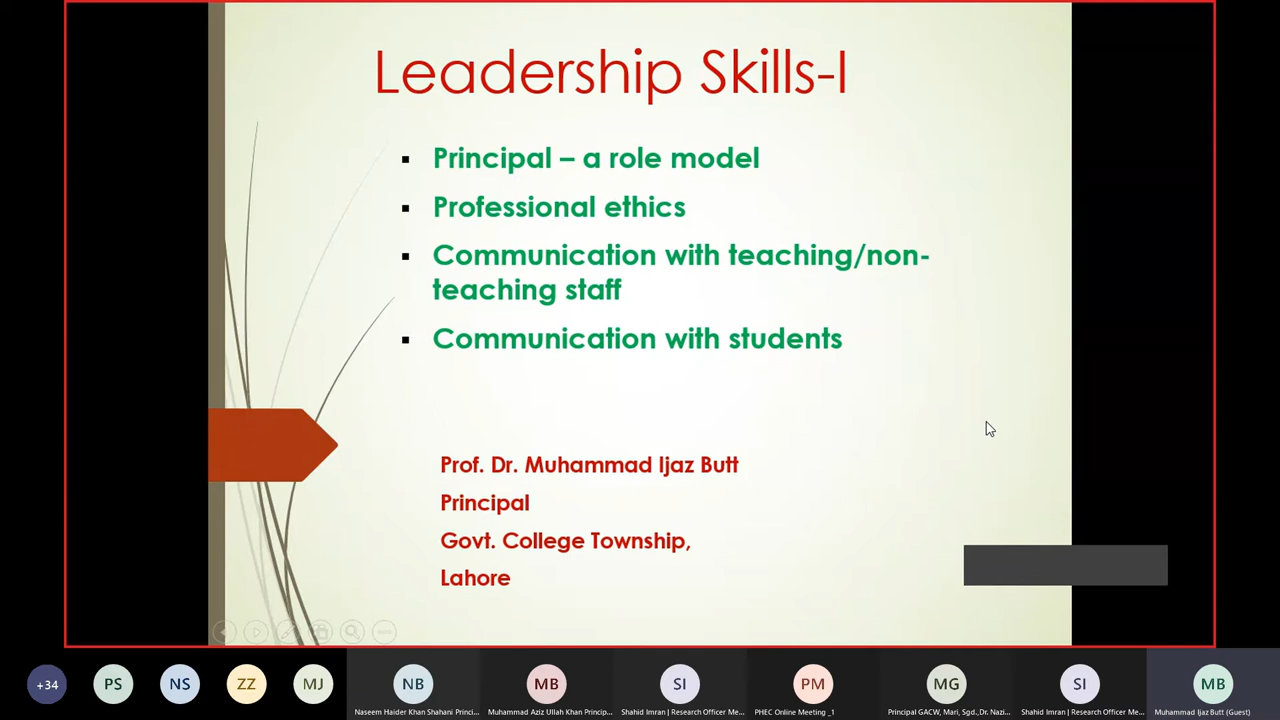 Leadership Skills-I
Principal – a role model
Professional ethics
Communication with teaching/non-
teaching staff
Communication with students
Prof. Dr. Muhammad Ijaz Butt
Principal
Govt. College Township,
Lahore
+34
PS
NS
ZZ
MJ
NB
MB
SI
PM
MG
SI
MB
Naseem Haider Khan Shahani Princi...
Muhammad Aziz Ullah Khan Princip...
Shahid Imran | Research Officer Me...
PHEC Online Meeting _1
Principal GACW, Mari, Sgd.,Dr. Nazi...
Shahid Imran | Research Officer Me...
Muhammad Ijaz Butt (Guest)